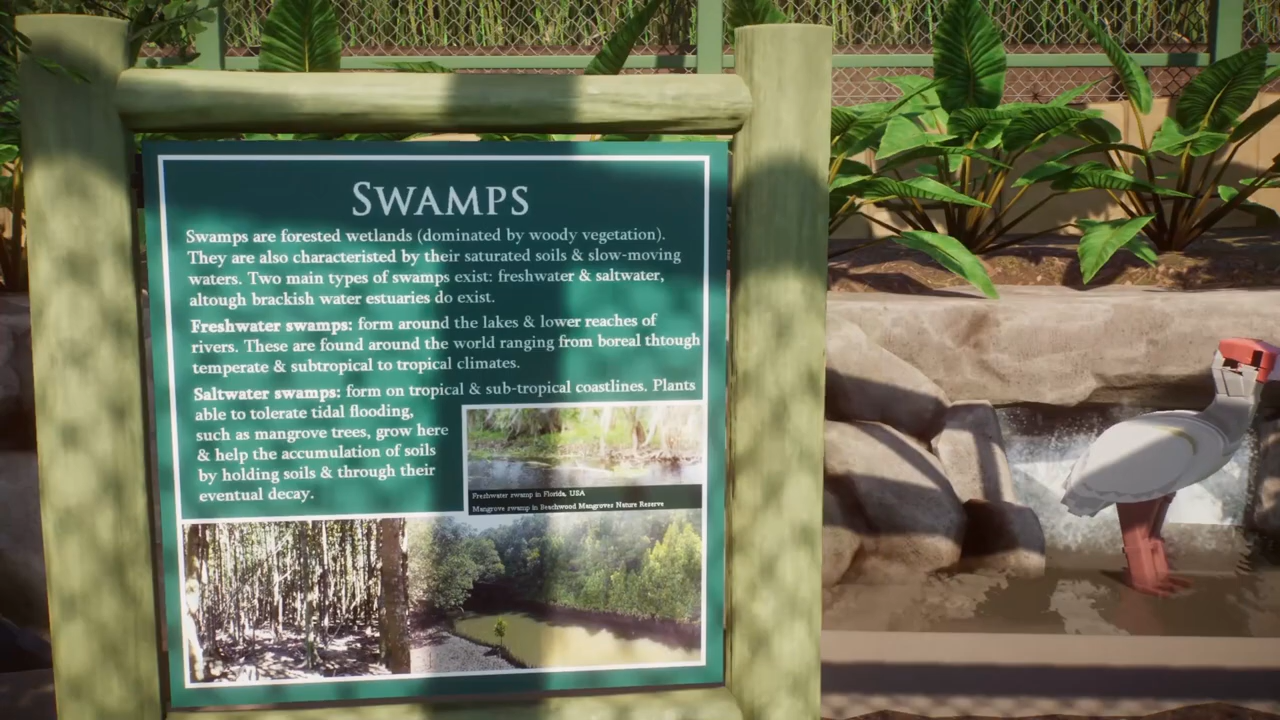 SWAMPS
Swamps are forested wetlands (dominated by woody vegetation).
They are also characteristed by their saturated soils & slow-moving
waters. Two main types of swamps exist: freshwater & saltwater,
altough brackish water estuaries do exist.
Freshwater swamps: form around the lakes & lower reaches of
rivers. These are found around the world ranging from boreal thtough
temperate & subtropical to tropical climates.
Saltwater swamps: form on tropical & sub-tropical coastlines. Plants
able to tolerate tidal flooding,
such as mangrove trees, grow here
& help the accumulation of soils
by holding soils & through their
eventual decay.
Freshwater swamp in Florida, USA
Mangrove swamp in Beachwood Mangroves Nature Reserve